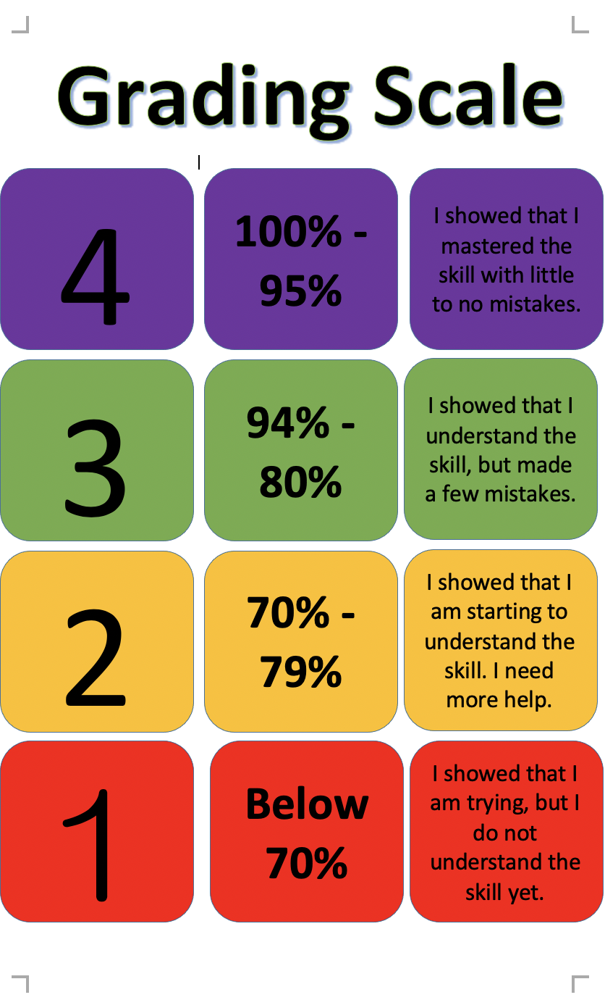 Grading Scale
4
100% -
95%
I showed that I
mastered the
skill with little
to no mistakes.
3
94% -
80%
I showed that I
understand the
skill, but made
a few mistakes.
2
70% -
79%
I showed that I
am starting to
understand the
skill. I need
more help.
1
Below
70%
I showed that I
am trying, but I
do not
understand the
skill yet.